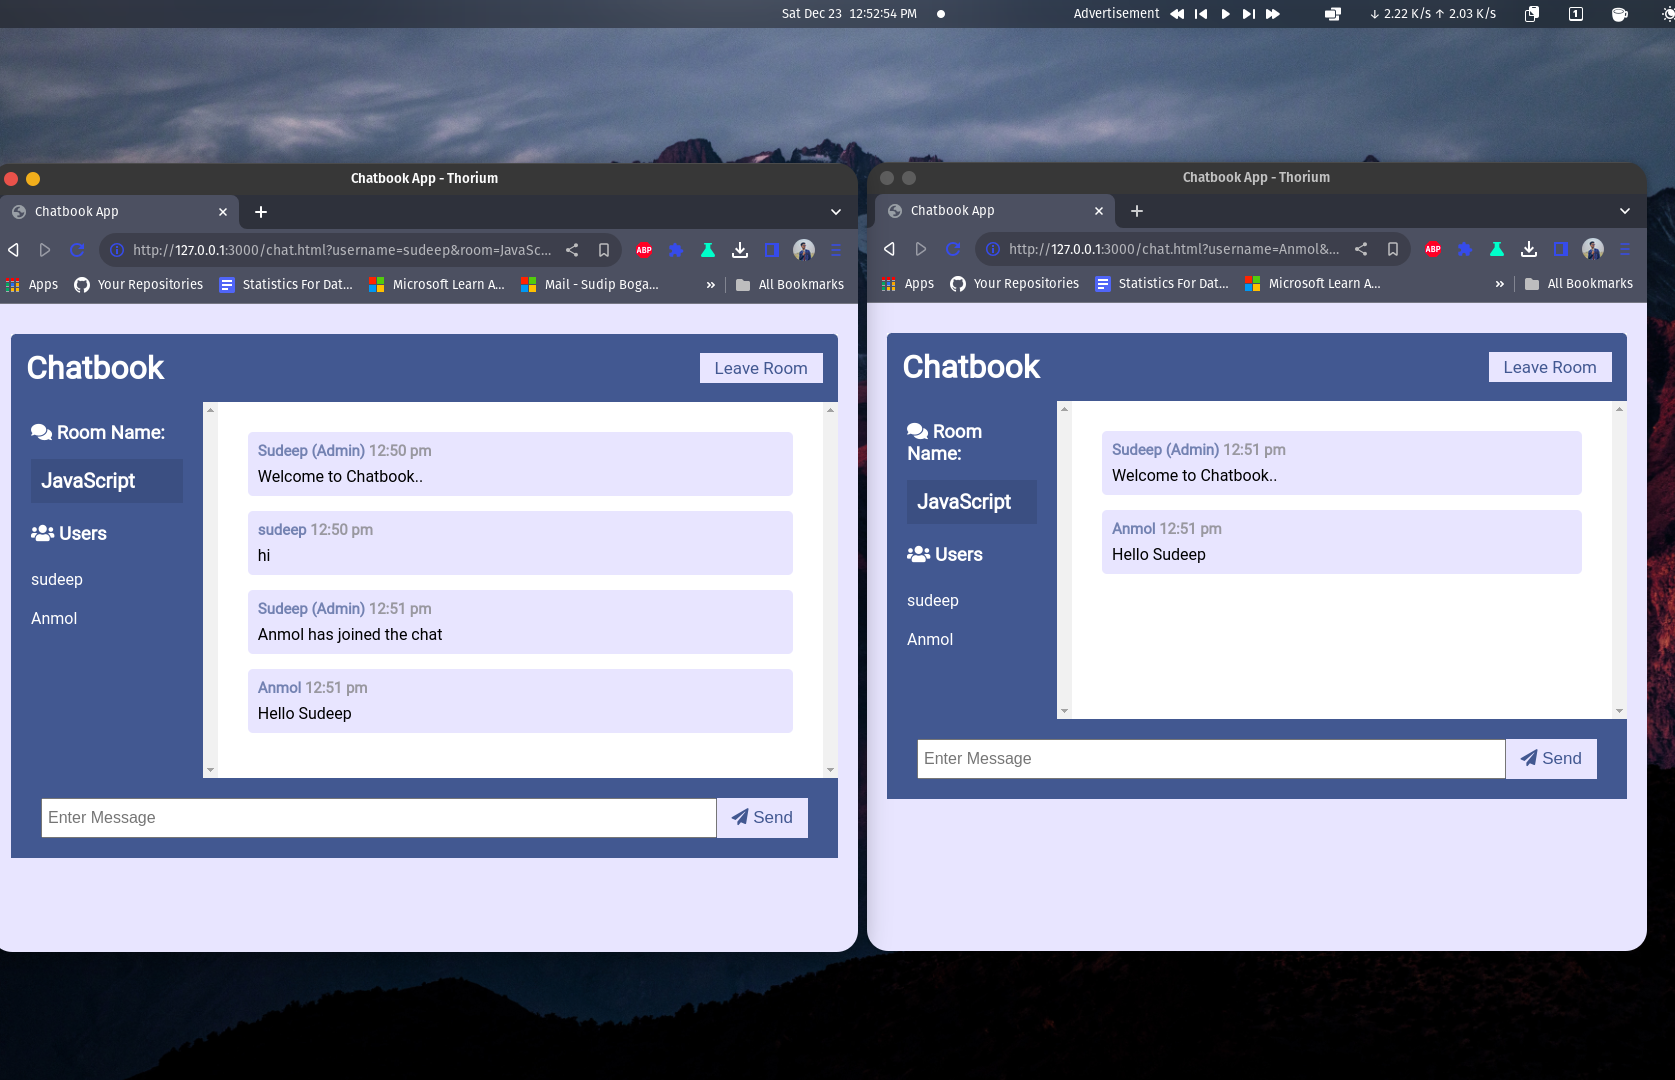 Sat Dec 23 12:52:54 PM
Advertisement
↓ 2.22 K/s ↑ 2.03 K/s
1
Chatbook App - Thorium
Chatbook App
http://127.0.0.1:3000/chat.html?username=sudeep&room=JavaSc...
ABP
Apps
Your Repositories
Statistics For Dat...
Microsoft Learn A...
Mail - Sudip Boga...
»
All Bookmarks
Chatbook
Leave Room
Room Name:
JavaScript
Users
sudeep
Anmol
Sudeep (Admin) 12:50 pm
Welcome to Chatbook..
sudeep 12:50 pm
hi
Sudeep (Admin) 12:51 pm
Anmol has joined the chat
Anmol 12:51 pm
Hello Sudeep
Enter Message
Send
Chatbook App - Thorium
Chatbook App
http://127.0.0.1:3000/chat.html?username=Anmol&...
ABP
Apps
Your Repositories
Statistics For Dat...
Microsoft Learn A...
»
All Bookmarks
Chatbook
Leave Room
Room
Name:
JavaScript
Users
sudeep
Anmol
Sudeep (Admin) 12:51 pm
Welcome to Chatbook..
Anmol 12:51 pm
Hello Sudeep
Enter Message
Send